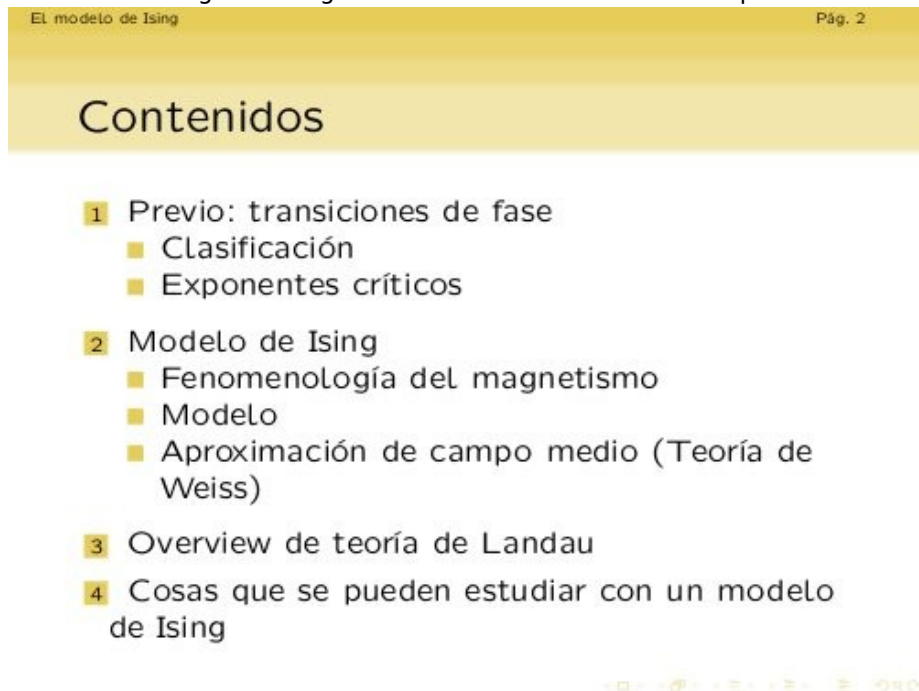 El modelo de Ising
Pág. 2
Contenidos
1 Previo: transiciones de fase
Clasificación
Exponentes críticos
2 Modelo de Ising
Fenomenología del magnetismo
Modelo
Aproximación de campo medio (Teoría de
Weiss)
3 Overview de teoría de Landau
4 Cosas que se pueden estudiar con un modelo
de Ising